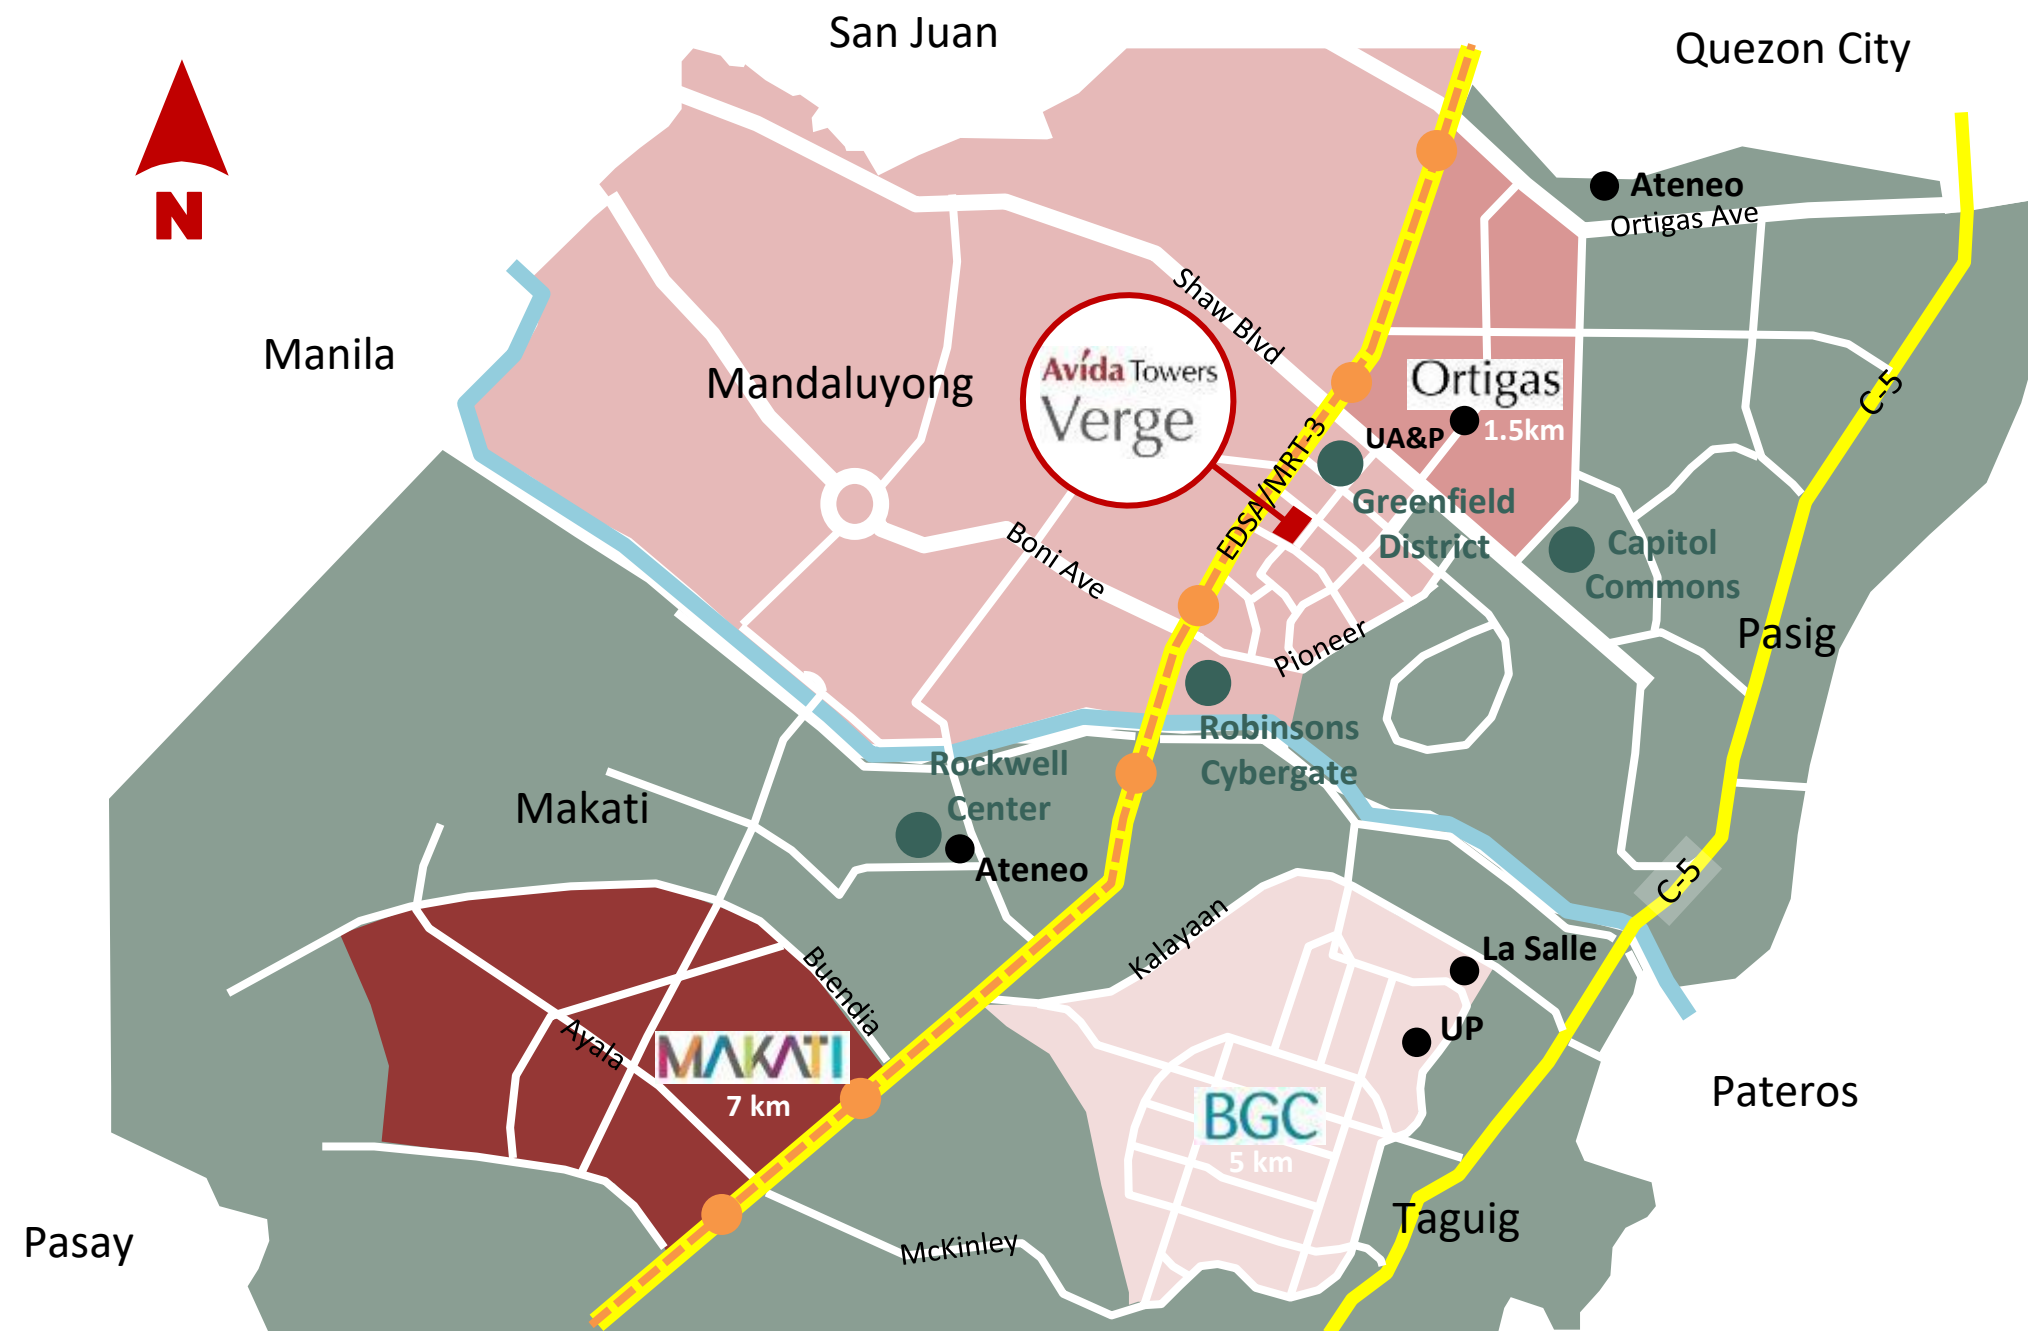 San Juan
Quezon City
N
Ateneo
Ortigas Ave
Shaw Blvd
Manila
Mandaluyong
Avida Towers
Verge
Ortigas
1.5km
C-5
UA&P
EDSA/MRT-3
Greenfield
District
Boni Ave
Capitol
Commons
Pasig
Pioneer
Robinsons
Cybergate
Rockwell
Center
Makati
Ateneo
C-5
Kalayaan
La Salle
Buendia
UP
Ayala
MAKATI
7 km
Pateros
BGC
5 km
Taguig
Pasay
McKinley